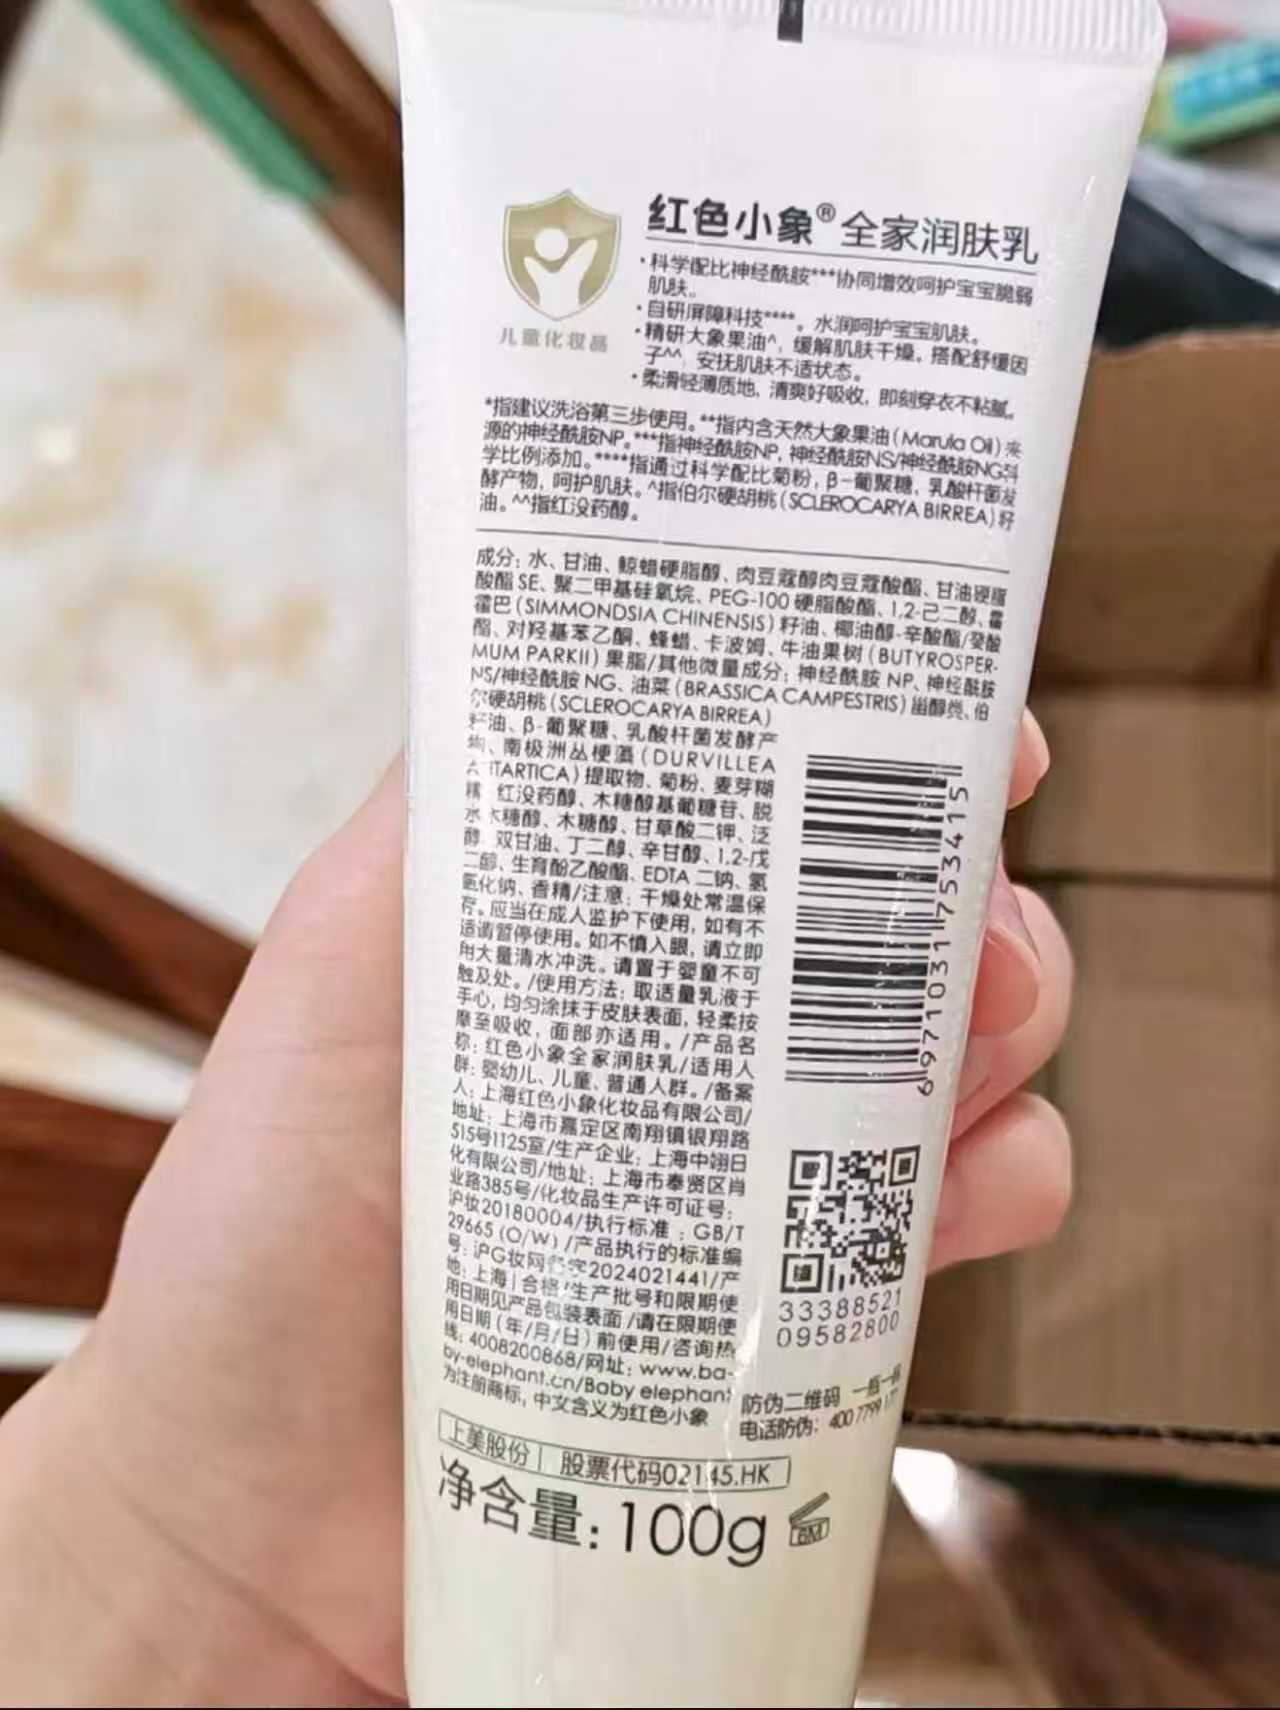 红色小象®全家润肤乳
·科学配比神经酰胺***协同增效呵护宝宝脆弱
肌肤。
·自研屏障科技****。水润呵护宝宝肌肤。
·精研大象果油^,缓解肌肤干燥。搭配舒缓因
子^^,安抚肌肤不适状态。
·柔滑轻薄质地,清爽好吸收,即刻穿衣不粘腻。
儿童化妆品
*指建议洗浴第三步使用。**指内含天然大象果油(Marula Oil)来
源的神经酰胺NP。***指神经酰胺NP,神经酰胺NS/神经酰胺NG科
学比例添加。****指通过科学配比菊粉,β-葡聚糖,乳酸杆菌发
酵产物,呵护肌肤。^指伯尔硬胡桃(SCLEROCARYA BIRREA)籽
油。^^指红没药醇。
成分:水、甘油、鲸蜡硬脂醇、肉豆蔻醇肉豆蔻酸酯、甘油硬脂
酸酯 SE、聚二甲基硅氧烷、PEG-100 硬脂酸酯、1,2-己二醇、霍
霍巴(SIMMONDSIA CHINENSIS)籽油、椰油醇-辛酸酯/癸酸
酯、对羟基苯乙酮、蜂蜡、卡波姆、牛油果树(BUTYROSPER-
MUM PARKII)果脂/其他微量成分:神经酰胺 NP、神经酰胺
NS/神经酰胺 NG、油菜(BRASSICA CAMPESTRIS)甾醇类、伯
尔硬胡桃(SCLEROCARYA BIRREA)
籽油、β-葡聚糖、乳酸杆菌发酵产
物、南极洲丛梗藻(DURVILLEA
ANTARTICA)提取物、菊粉、麦芽糊
精、红没药醇、木糖醇基葡糖苷、脱
水木糖醇、木糖醇、甘草酸二钾、泛
醇、双甘油、丁二醇、辛甘醇、1,2-戊
二醇、生育酚乙酸酯、EDTA 二钠、氢
氧化钠、香精/注意:干燥处常温保
存。应当在成人监护下使用,如有不
适请暂停使用。如不慎入眼,请立即
用大量清水冲洗。请置于婴童不可
触及处。/使用方法:取适量乳液于
手心,均匀涂抹于皮肤表面,轻柔按
摩至吸收,面部亦适用。/产品名
称:红色小象全家润肤乳/适用人
群:婴幼儿、儿童、普通人群。/备案
人:上海红色小象化妆品有限公司/
地址:上海市嘉定区南翔镇银翔路
515号1125室/生产企业:上海中翊日
化有限公司/地址:上海市奉贤区肖
业路385号/化妆品生产许可证号:
沪妆20180004/执行标准:GB/T
29665(O/W)/产品执行的标准编
号:沪G妆网备字2024021441/产
地:上海|合格/生产批号和限期使
用日期见产品包装表面/请在限期使
用日期(年/月/日)前使用/咨询热
线:4008200868/网址:www.ba-
by-elephant.cn/Baby elephant
为注册商标,中文含义为红色小象
6971031753415
33388521
09582800
防伪二维码 一瓶一码
电话防伪:400 7799
上美股份 | 股票代码02145.HK
净含量:100g
6M